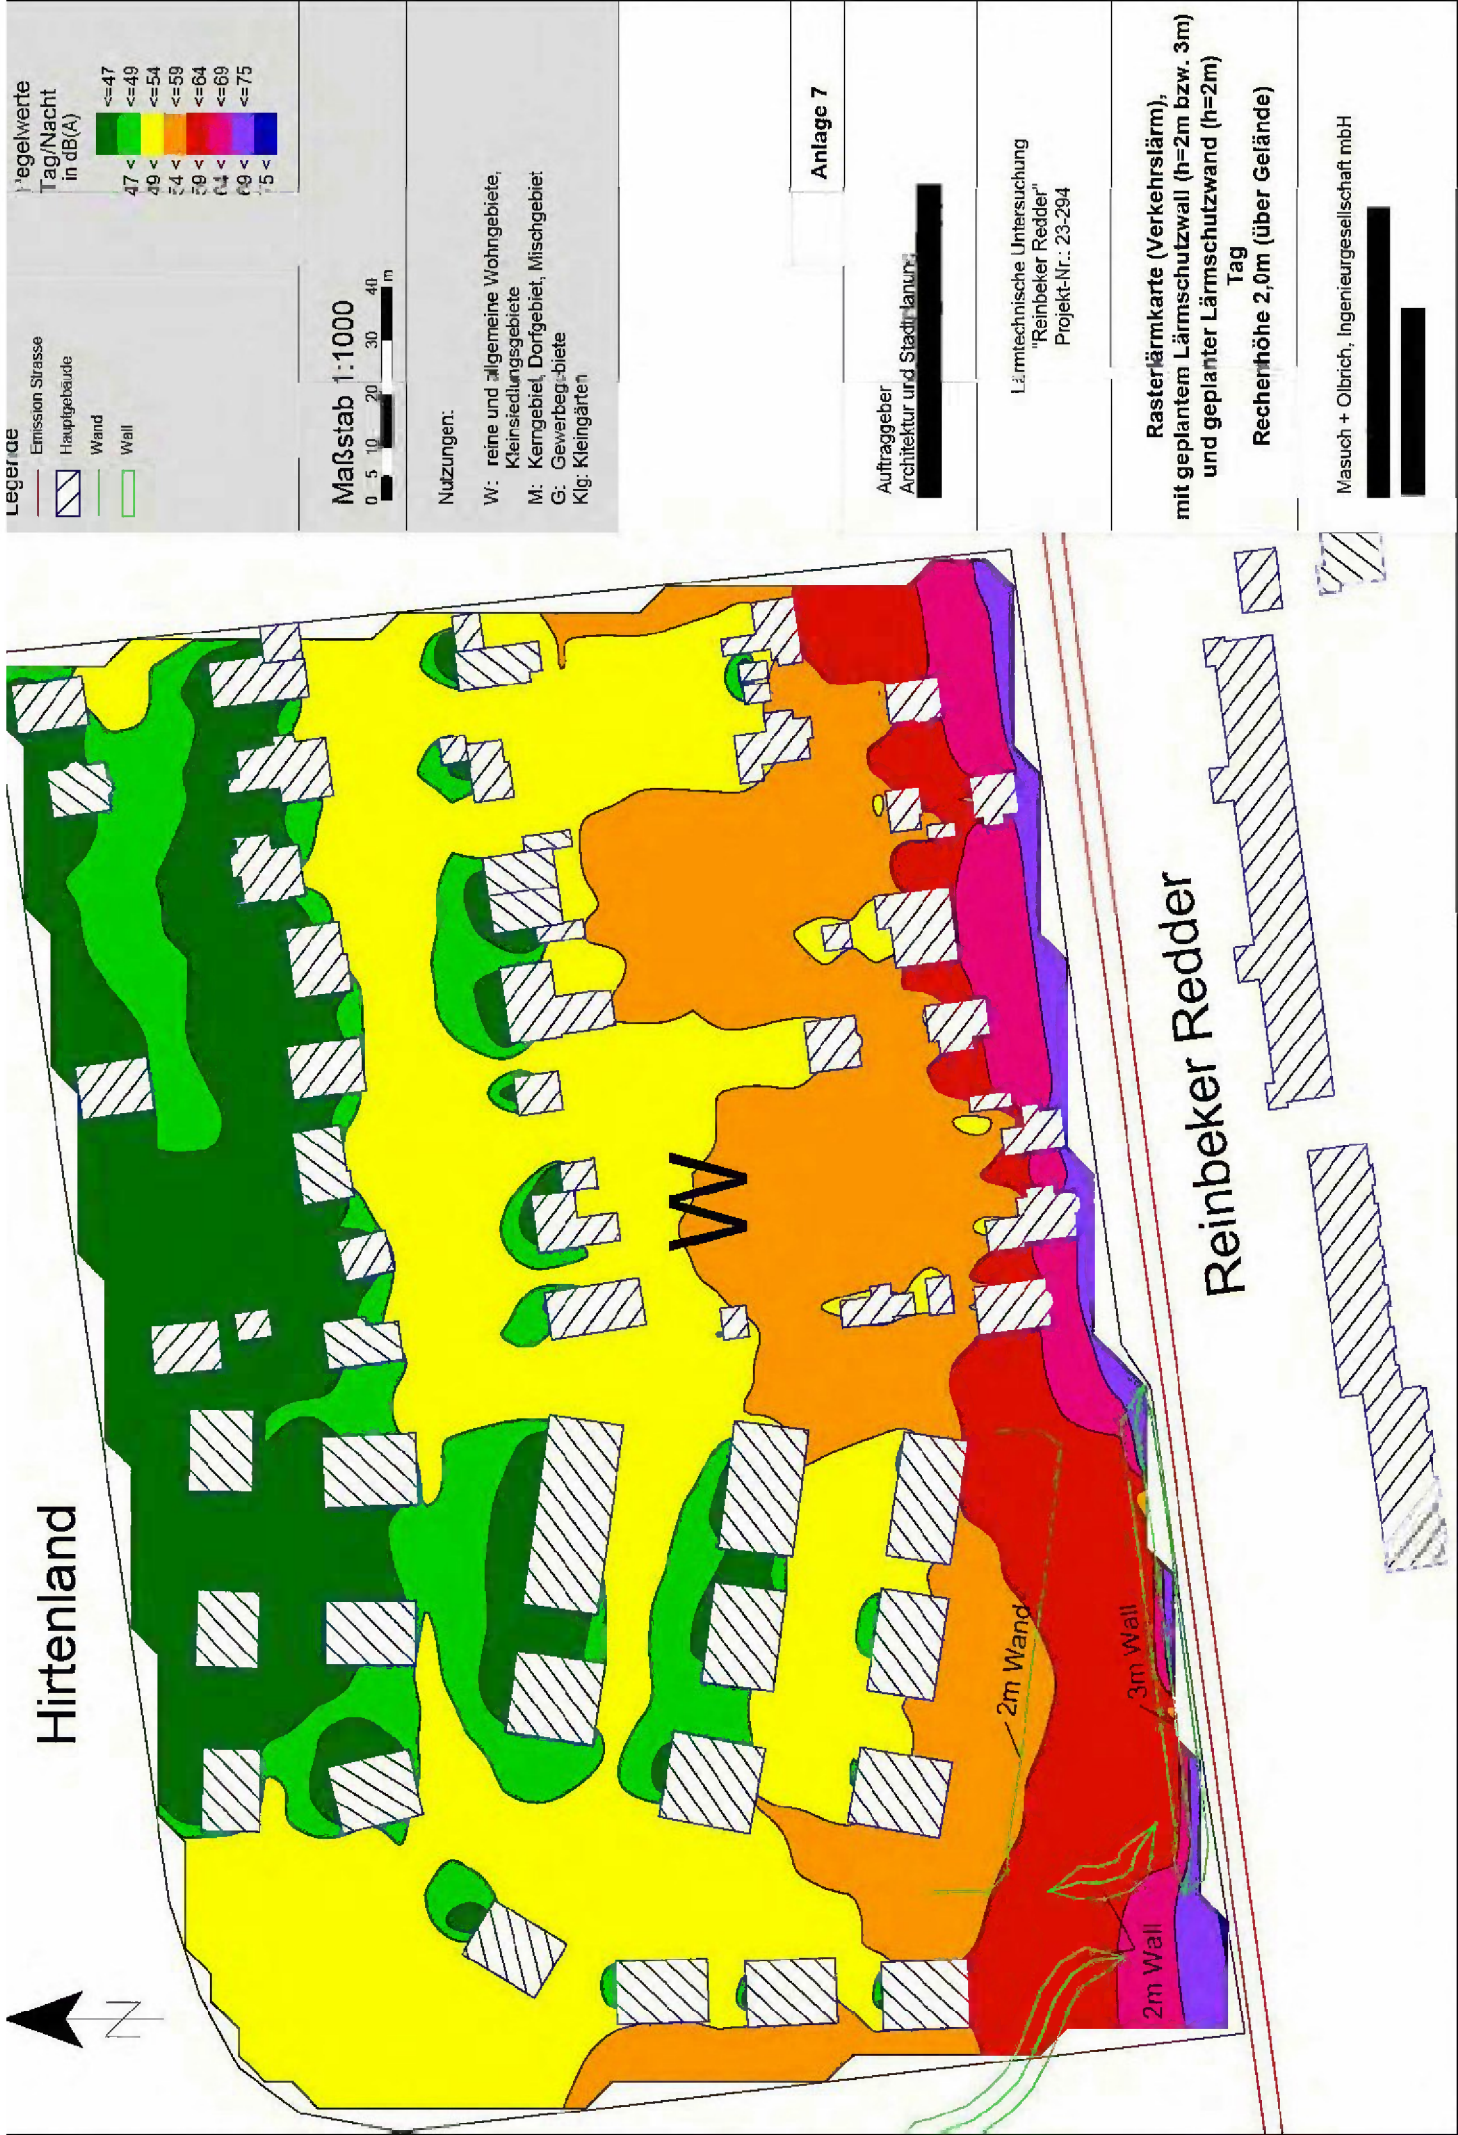 Hirtenland
N
W
2m Wand
3m Wall
2m Wall
Reinbeker Redder
Legende
Emission Strasse
Hauptgebäude
Wand
Wall
Pegelwerte
Tag/Nacht
in dB(A)
<=47
47 < <=49
49 < <=54
54 < <=59
59 < <=64
64 < <=69
69 < <=75
75 <
Maßstab 1:1000
0 5 10 20 30 40
m
Nutzungen:
W: reine und allgemeine Wohngebiete,
Kleinsiedlungsgebiete
M: Kerngebiet, Dorfgebiet, Mischgebiet
G: Gewerbegebiete
Klg: Kleingärten
Anlage 7
Auftraggeber
Architektur und Stadtplanung
Lärmtechnische Untersuchung
"Reinbeker Redder"
Projekt-Nr.: 23-294
Rasterlärmkarte (Verkehrslärm),
mit geplantem Lärmschutzwall (h=2m bzw. 3m)
und geplanter Lärmschutzwand (h=2m)
Tag
Rechenhöhe 2,0m (über Gelände)
Masuch + Olbrich, Ingenieurgesellschaft mbH